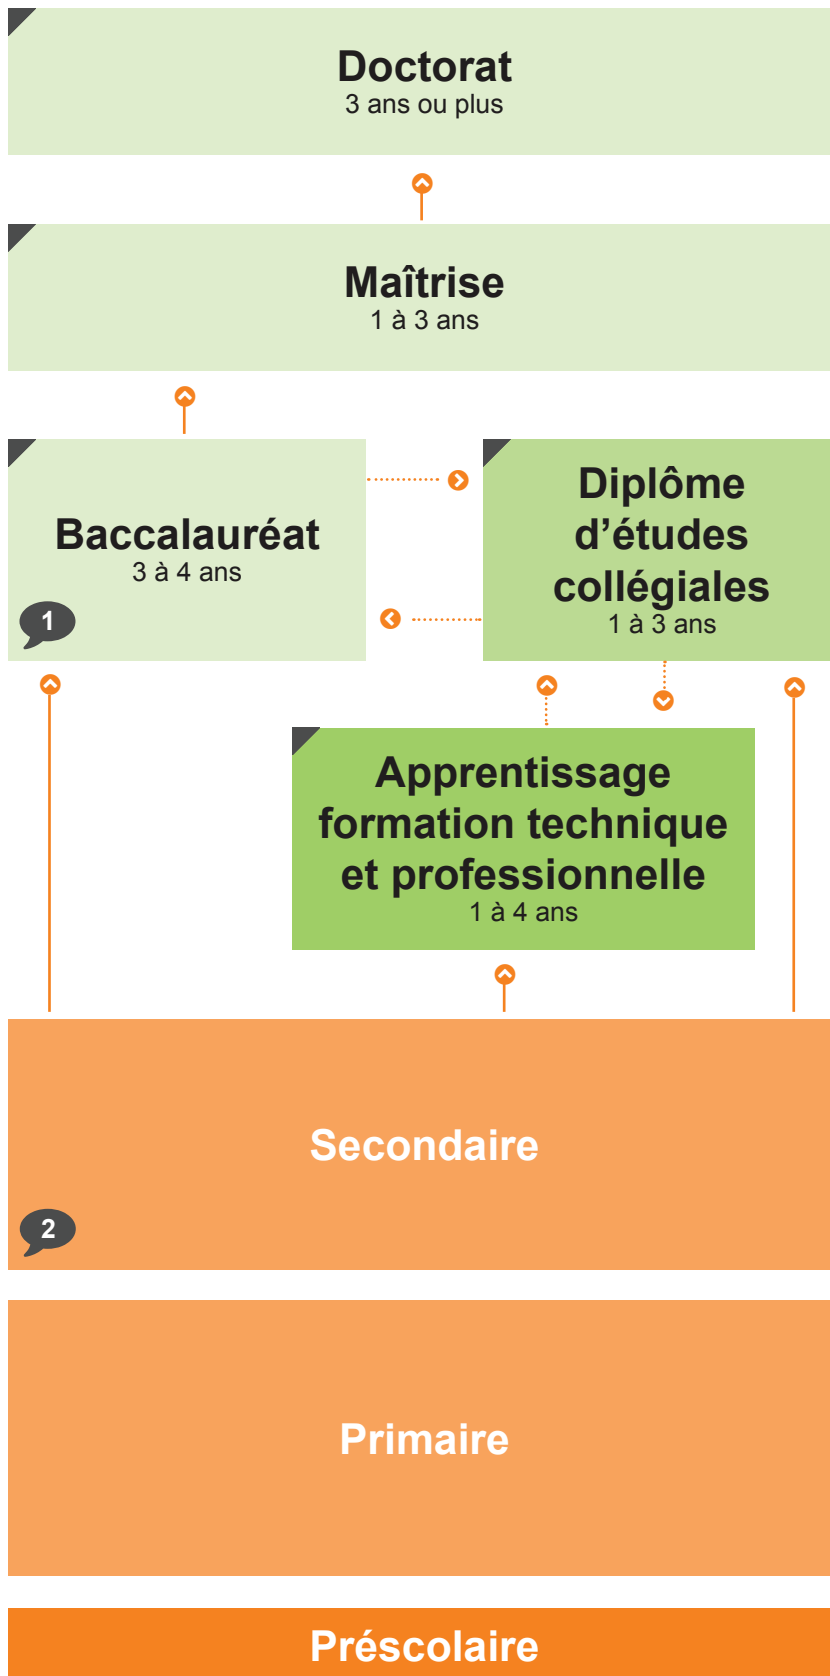 Doctorat
3 ans ou plus
Maîtrise
1 à 3 ans
Baccalauréat
3 à 4 ans
1
Diplôme
d’études
collégiales
1 à 3 ans
Apprentissage
formation technique
et professionnelle
1 à 4 ans
Secondaire
2
Primaire
Préscolaire